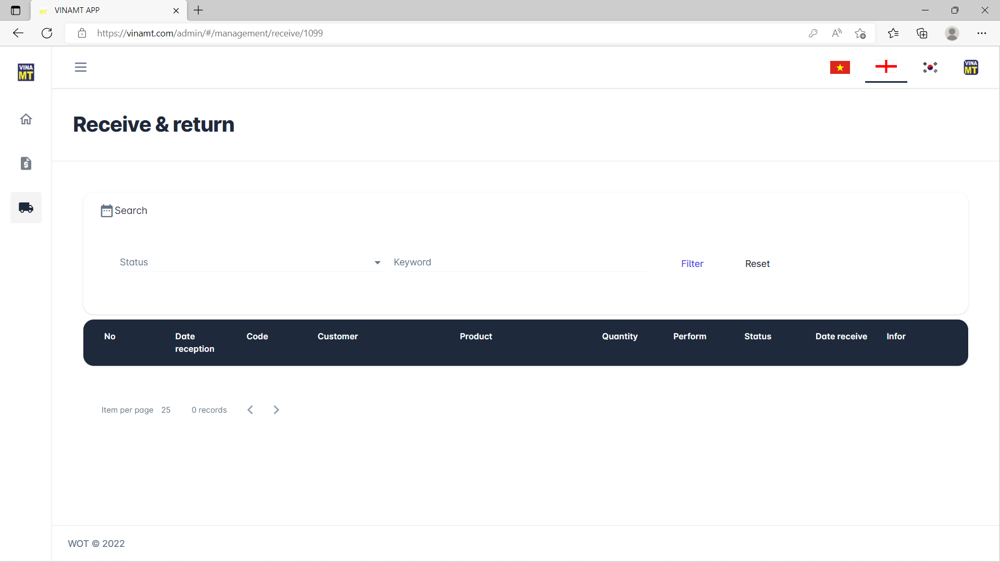 VINAMT APP
https://vinamt.com/admin/#/management/receive/1099
VINA
MT
VINA
MT
Receive & return
Search
Status
Keyword
Filter
Reset
No
Date
reception
Code
Customer
Product
Quantity
Perform
Status
Date receive
Infor
Item per page 25 0 records
WOT © 2022